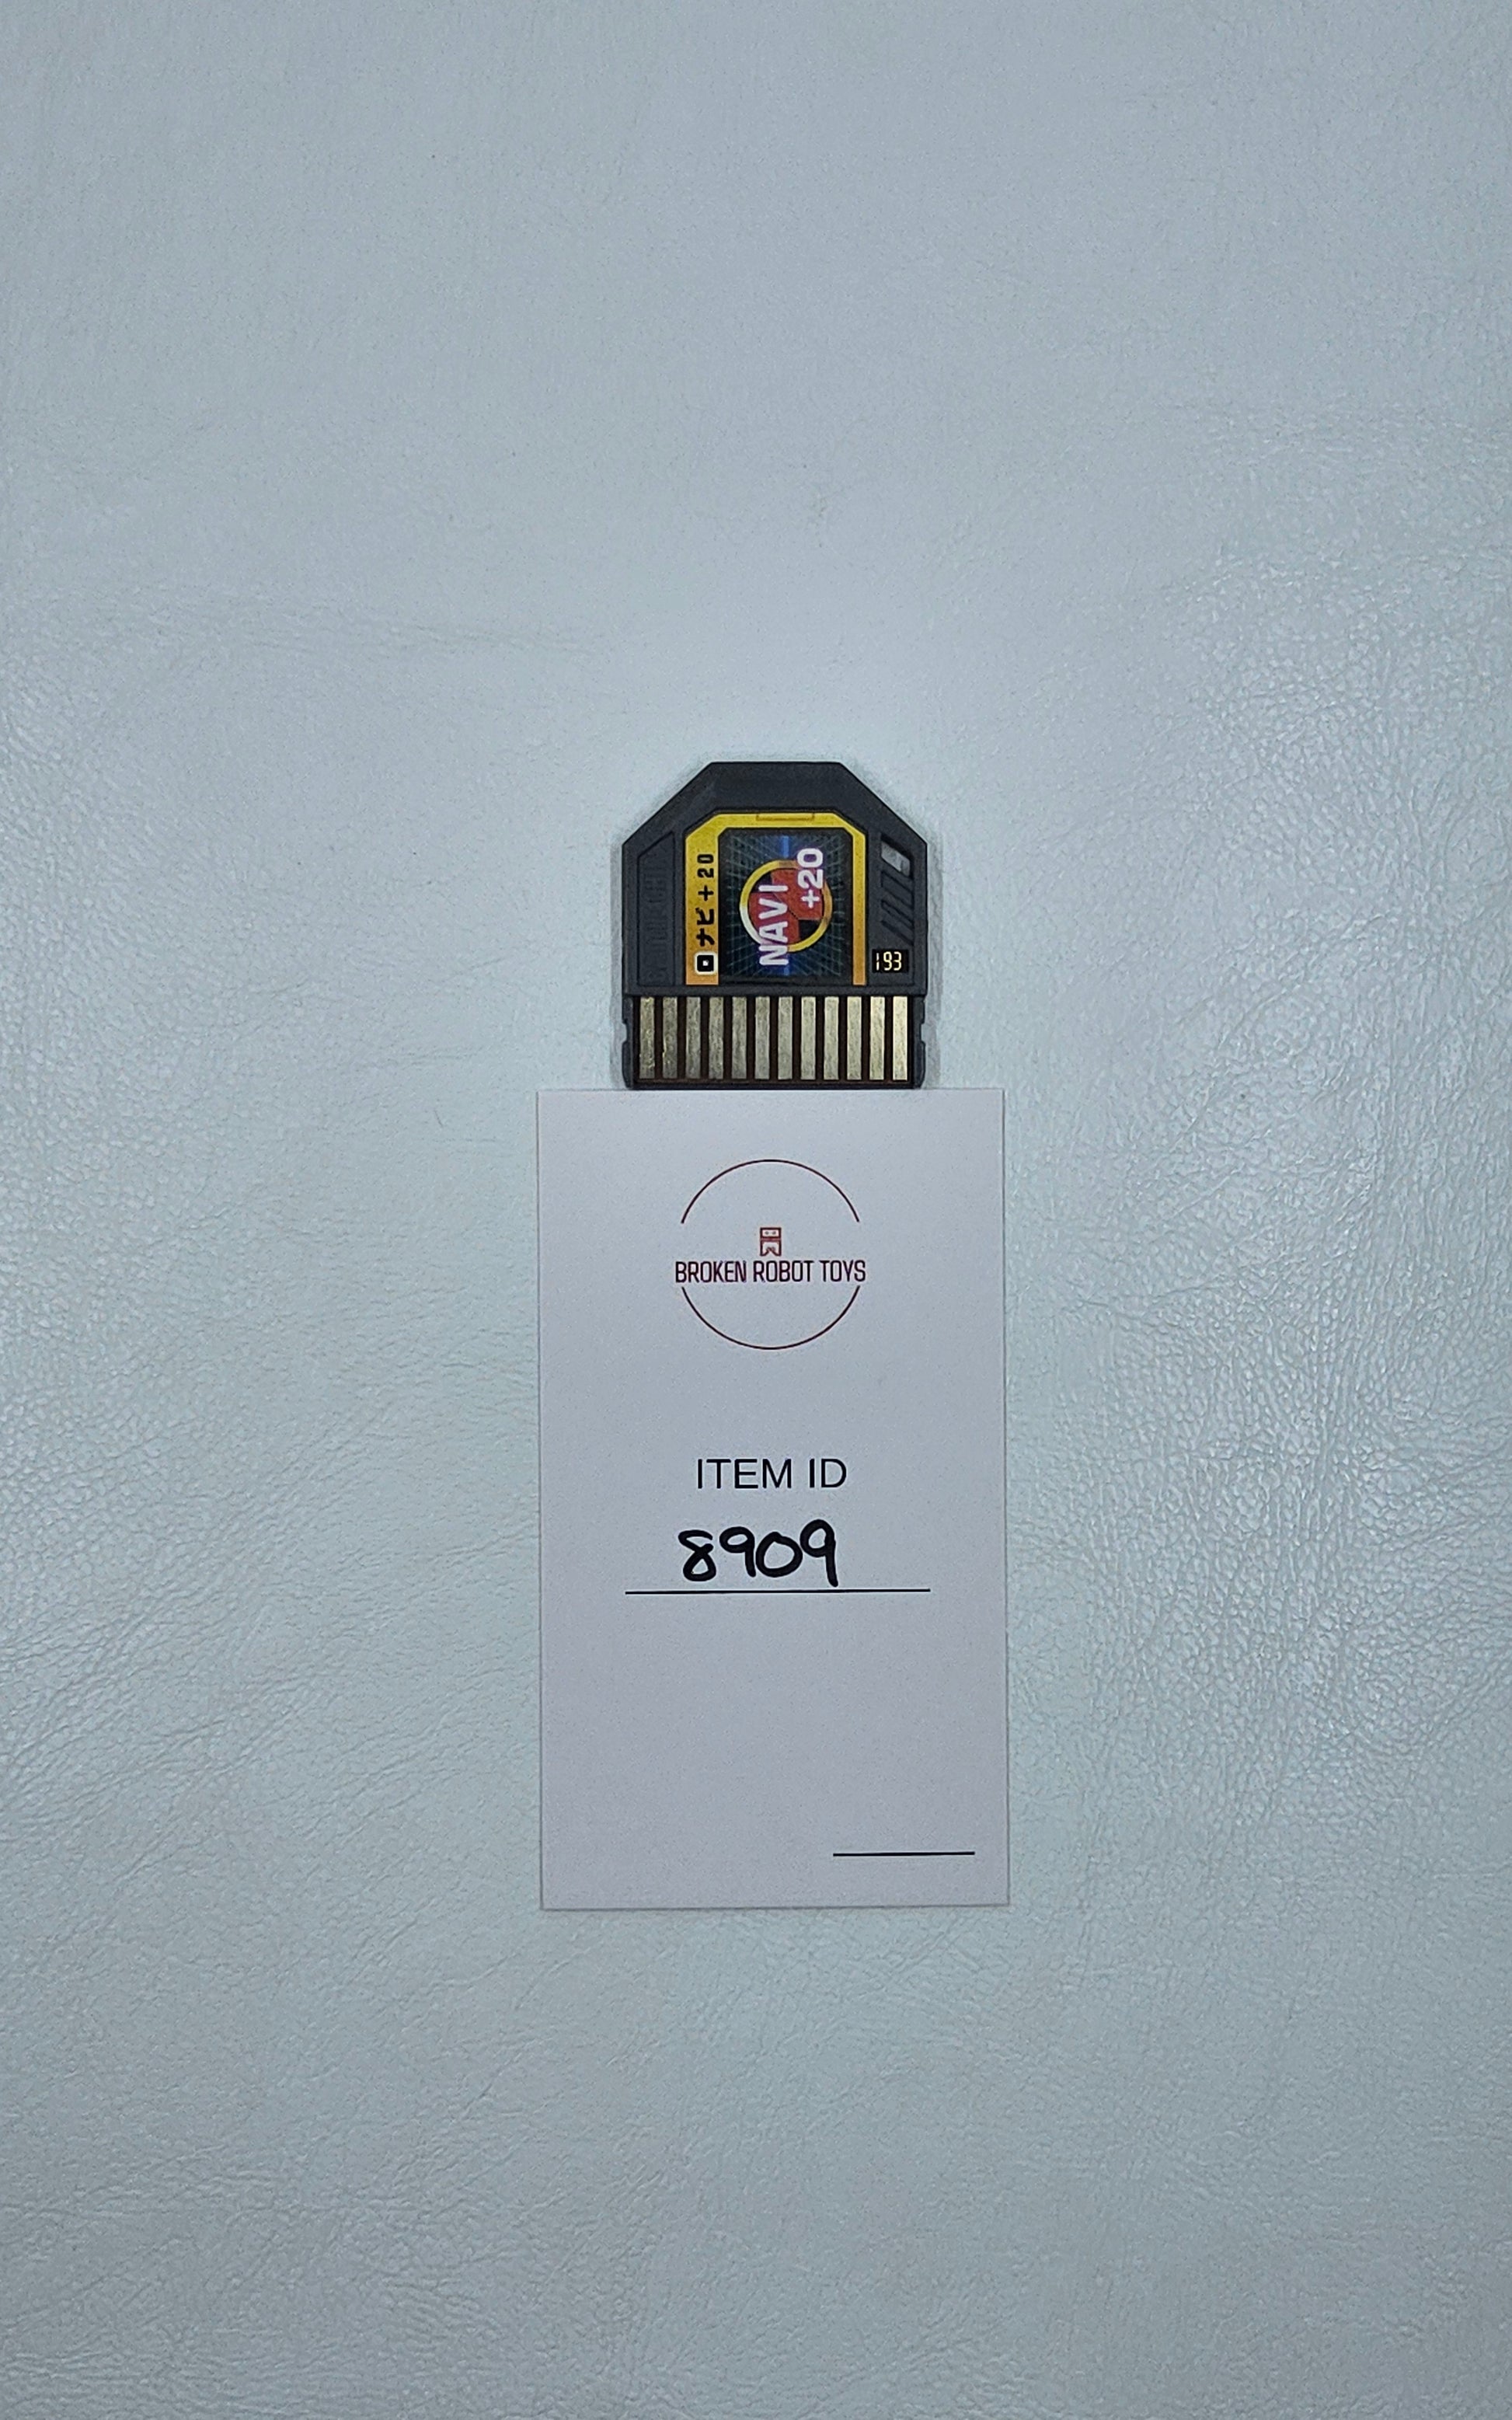 ナビ+20
NAVI
+20
193
BROKEN ROBOT TOYS
ITEM ID
8909